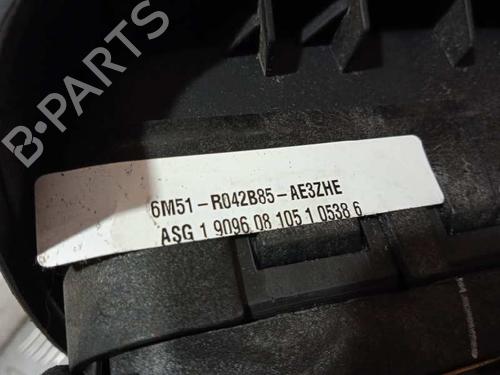 B-PARTS
6M51-R042B85-AE3ZHE
ASG 1 9096 08 105 1 0538 6